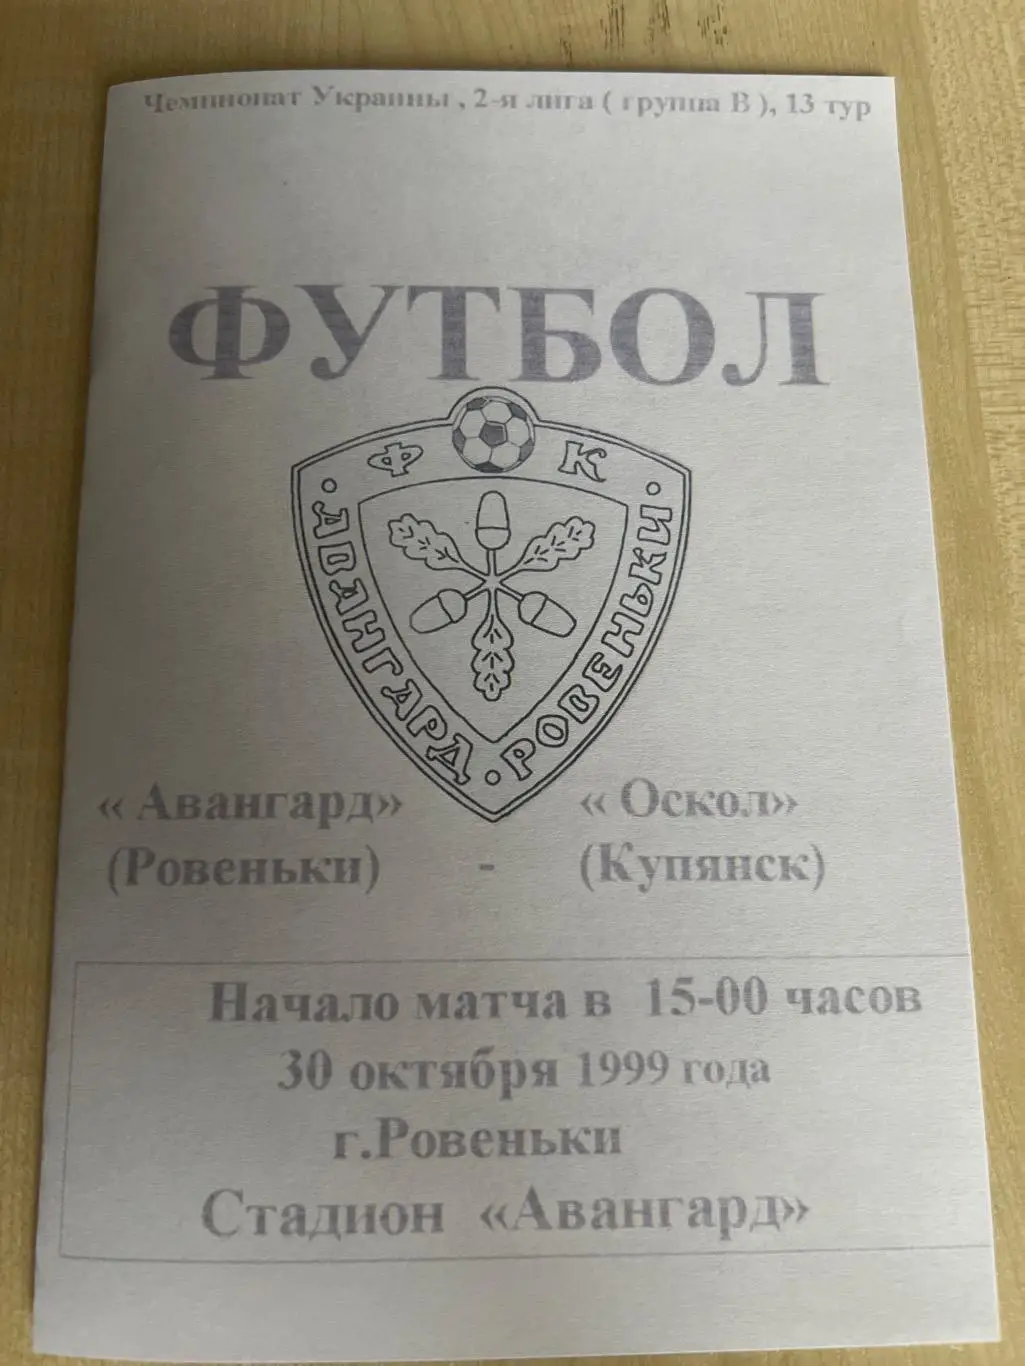 Чемпионат Украины , 2-я лига ( группа В ), 13 тур
ФУТБОЛ
Ф К
· АВАНГАРД · РОВЕНЬКИ ·
« Авангард» « Оскол»
(Ровеньки) - (Купянск)
Начало матча в 15-00 часов
30 октября 1999 года
г.Ровеньки
Стадион «Авангард»